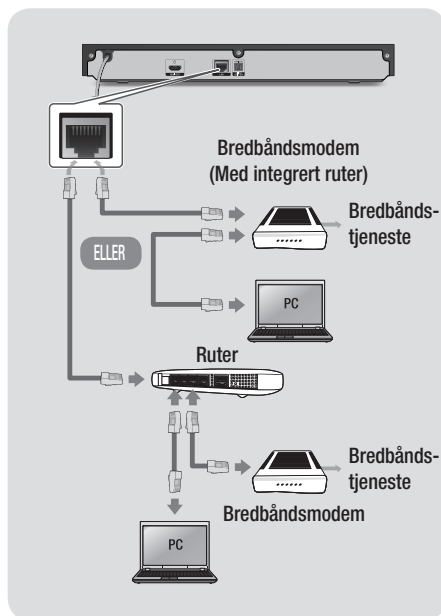 Bredbåndsmodem
(Med integrert ruter)
Bredbånds-
tjeneste
ELLER
PC
Ruter
Bredbånds-
tjeneste
Bredbåndsmodem
PC